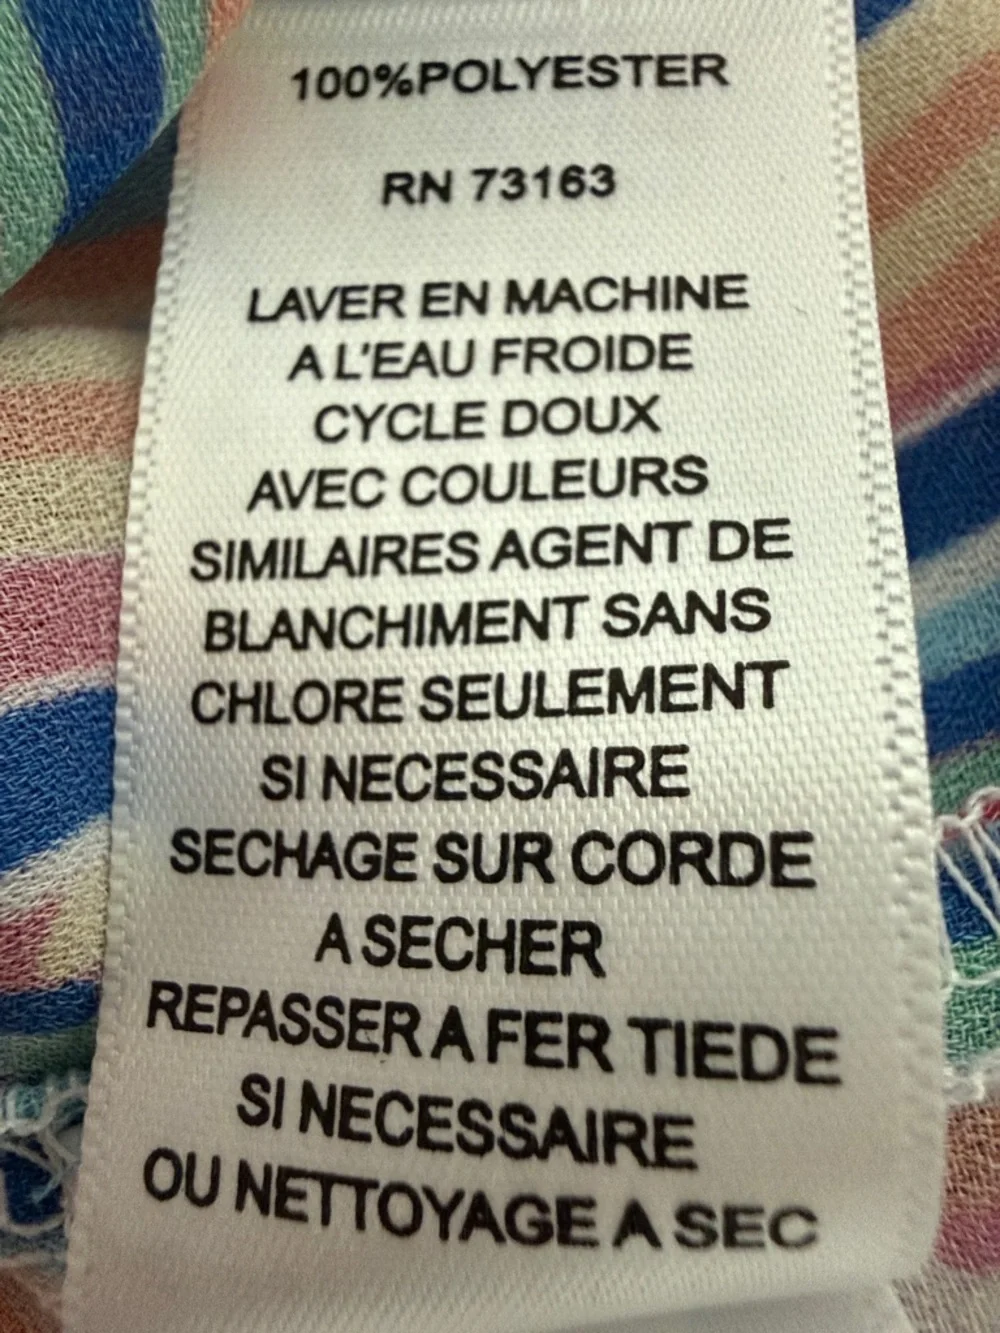 100%POLYESTER
RN 73163
LAVER EN MACHINE
A L'EAU FROIDE
CYCLE DOUX
AVEC COULEURS
SIMILAIRES AGENT DE
BLANCHIMENT SANS
CHLORE SEULEMENT
SI NECESSAIRE
SECHAGE SUR CORDE
A SECHER
REPASSER A FER TIEDE
SI NECESSAIRE
OU NETTOYAGE A SEC